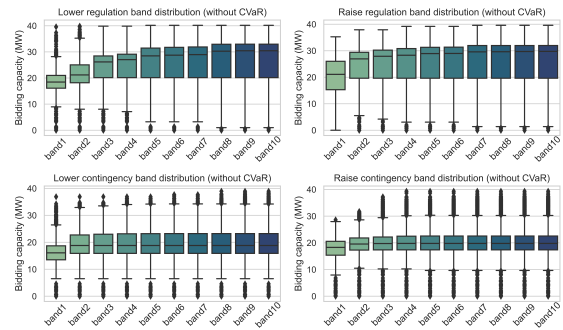 Lower regulation band distribution (without CVaR)
Bidding capacity (MW)
40
30
20
10
0
band1 band2 band3 band4 band5 band6 band7 band8 band9 band10
Raise regulation band distribution (without CVaR)
Bidding capacity (MW)
40
30
20
10
0
band1 band2 band3 band4 band5 band6 band7 band8 band9 band10
Lower contingency band distribution (without CVaR)
Bidding capacity (MW)
40
30
20
10
0
band1 band2 band3 band4 band5 band6 band7 band8 band9 band10
Raise contingency band distribution (without CVaR)
Bidding capacity (MW)
40
30
20
10
0
band1 band2 band3 band4 band5 band6 band7 band8 band9 band10